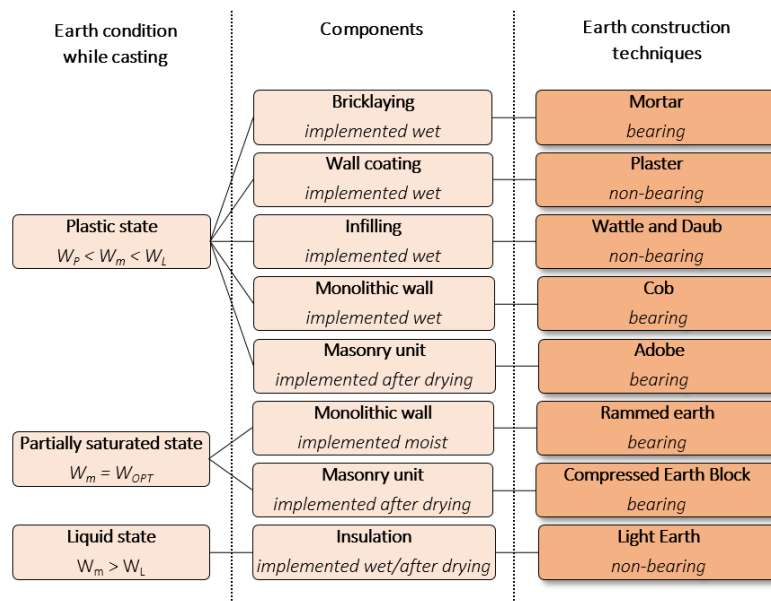 Earth condition
while casting
Components
Earth construction
techniques
Bricklaying
implemented wet
Mortar
bearing
Wall coating
implemented wet
Plaster
non-bearing
Plastic state
W_P < W_m < W_L
Infilling
implemented wet
Wattle and Daub
non-bearing
Monolithic wall
implemented wet
Cob
bearing
Masonry unit
implemented after drying
Adobe
bearing
Partially saturated state
W_m = W_OPT
Monolithic wall
implemented moist
Rammed earth
bearing
Masonry unit
implemented after drying
Compressed Earth Block
bearing
Liquid state
W_m > W_L
Insulation
implemented wet/after drying
Light Earth
non-bearing